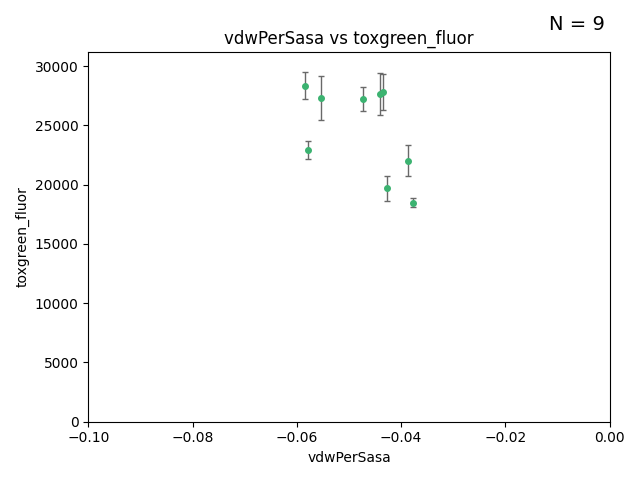 N = 9
vdwPerSasa vs toxgreen_fluor
30000
25000
20000
15000
10000
5000
0
toxgreen_fluor
−0.10 −0.08 −0.06 −0.04 −0.02 0.00
vdwPerSasa